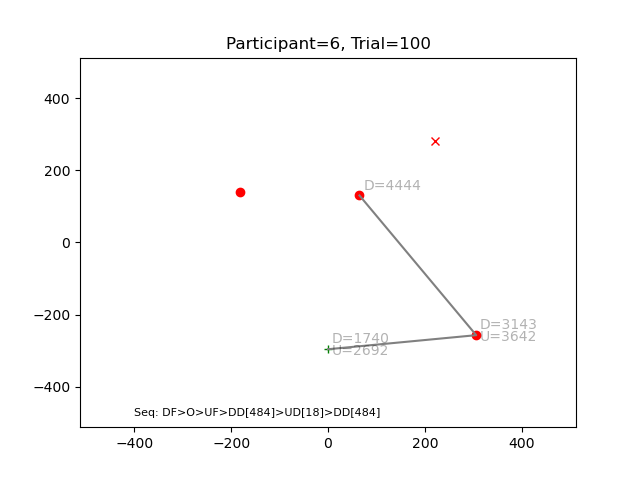 Participant=6, Trial=100
400
200
0
−200
−400
D=4444
D=3143
U=3642
D=1740
U=2692
Seq: DF>O>UF>DD[484]>UD[18]>DD[484]
−400
−200
0
200
400